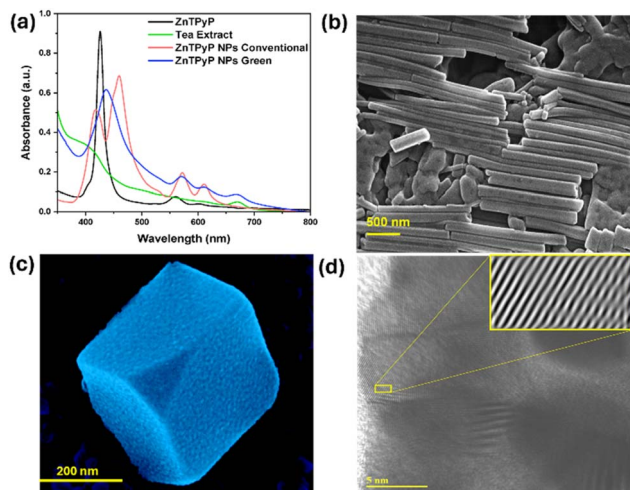 (a)
ZnTPyP
Tea Extract
ZnTPyP NPs Conventional
ZnTPyP NPs Green
Absorbance (a.u.)
1.0
0.8
0.6
0.4
0.2
0.0
400 500 600 700 800
Wavelength (nm)
(b)
500 nm
(c)
200 nm
(d)
5 nm